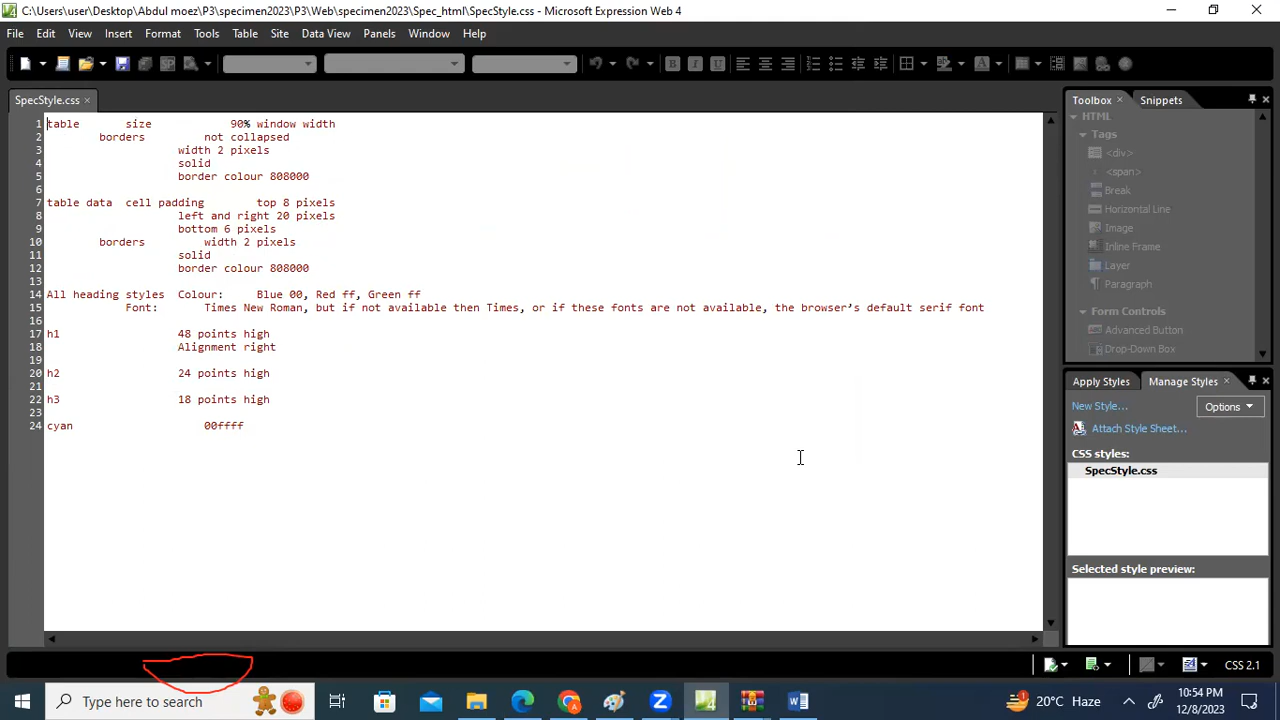 C:\Users\user\Desktop\Abdul moez\P3\specimen2023\P3\Web\specimen2023\Spec_html\SpecStyle.css - Microsoft Expression Web 4
File Edit View Insert Format Tools Table Site Data View Panels Window Help
SpecStyle.css
1 table size 90% window width
2 borders not collapsed
3 width 2 pixels
4 solid
5 border colour 808000
6
7 table data cell padding top 8 pixels
8 left and right 20 pixels
9 bottom 6 pixels
10 borders width 2 pixels
11 solid
12 border colour 808000
13
14 All heading styles Colour: Blue 00, Red ff, Green ff
15 Font: Times New Roman, but if not available then Times, or if these fonts are not available, the browser’s default serif font
16
17 h1 48 points high
18 Alignment right
19
20 h2 24 points high
21
22 h3 18 points high
23
24 cyan 00ffff
Toolbox Snippets
HTML
Tags
<div>
<span>
Break
Horizontal Line
Image
Inline Frame
Layer
Paragraph
Form Controls
Advanced Button
Drop-Down Box
Apply Styles Manage Styles
New Style... Options
Attach Style Sheet...
CSS styles:
SpecStyle.css
Selected style preview:
CSS 2.1
Type here to search
20°C Haze
10:54 PM
12/8/2023